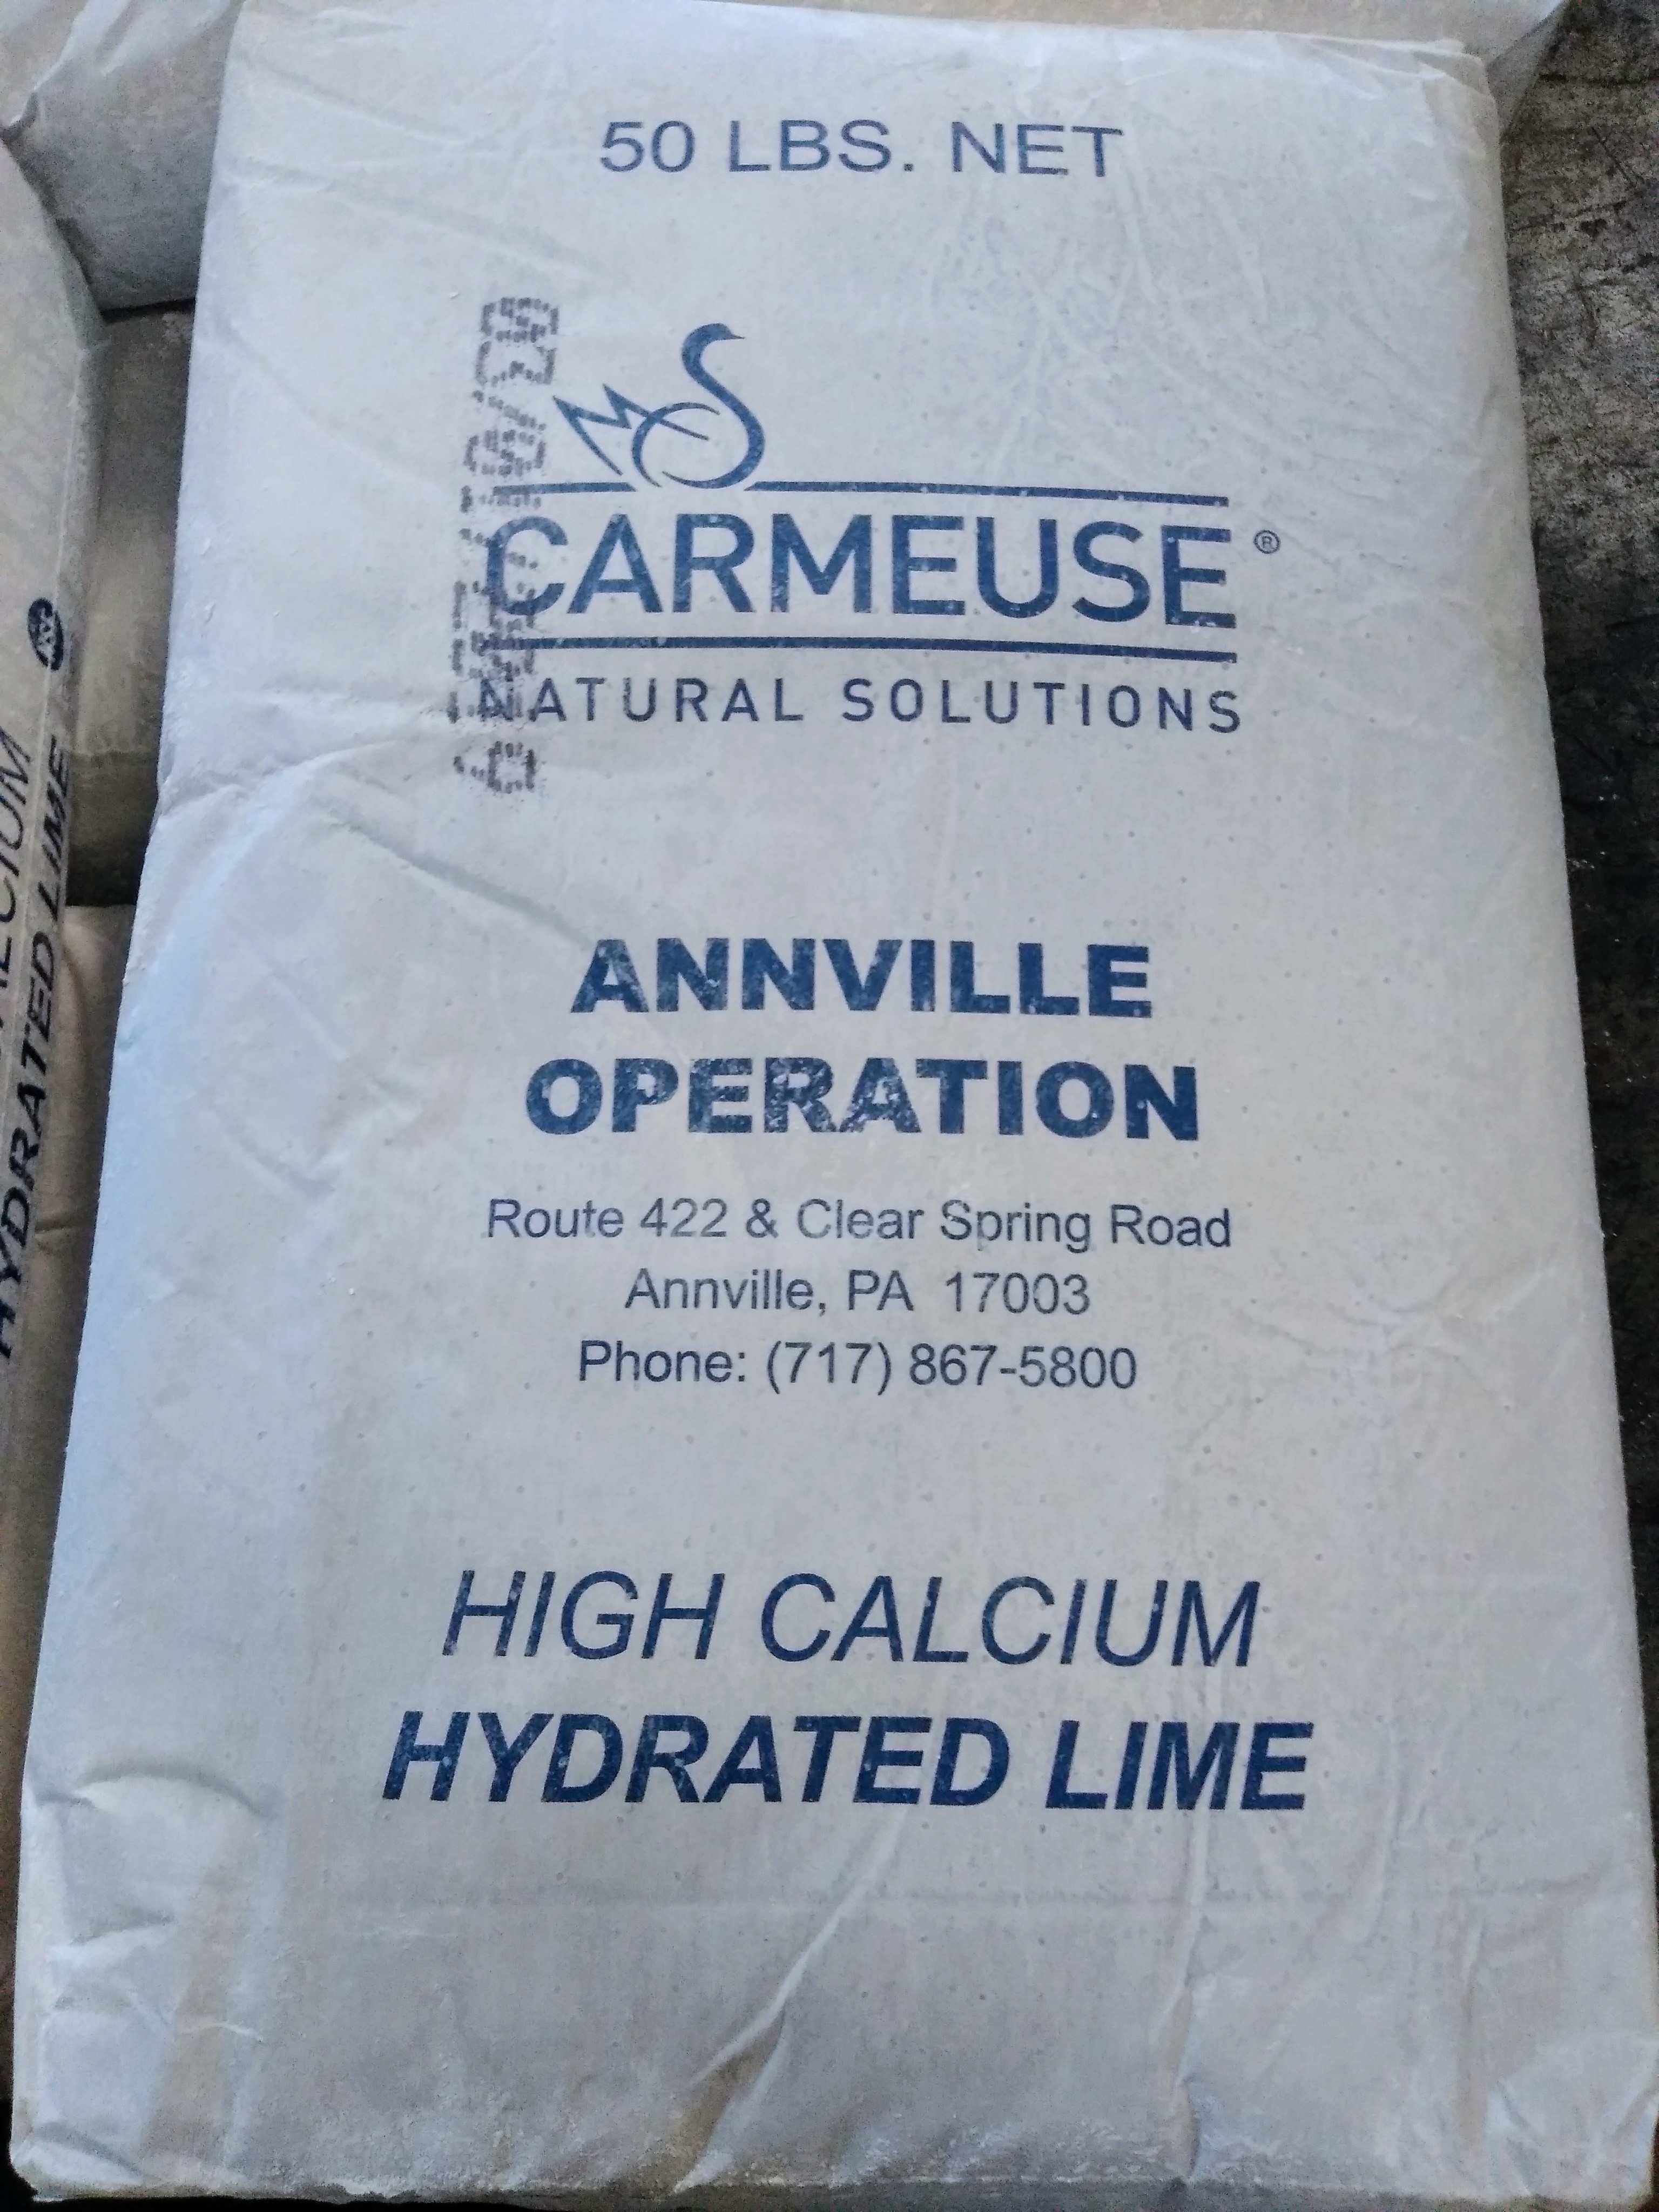 50 LBS. NET
CARMEUSE®
NATURAL SOLUTIONS
ANNVILLE
OPERATION
Route 422 & Clear Spring Road
Annville, PA 17003
Phone: (717) 867-5800
HIGH CALCIUM
HYDRATED LIME
CALCIUM
HYDRATED LIME